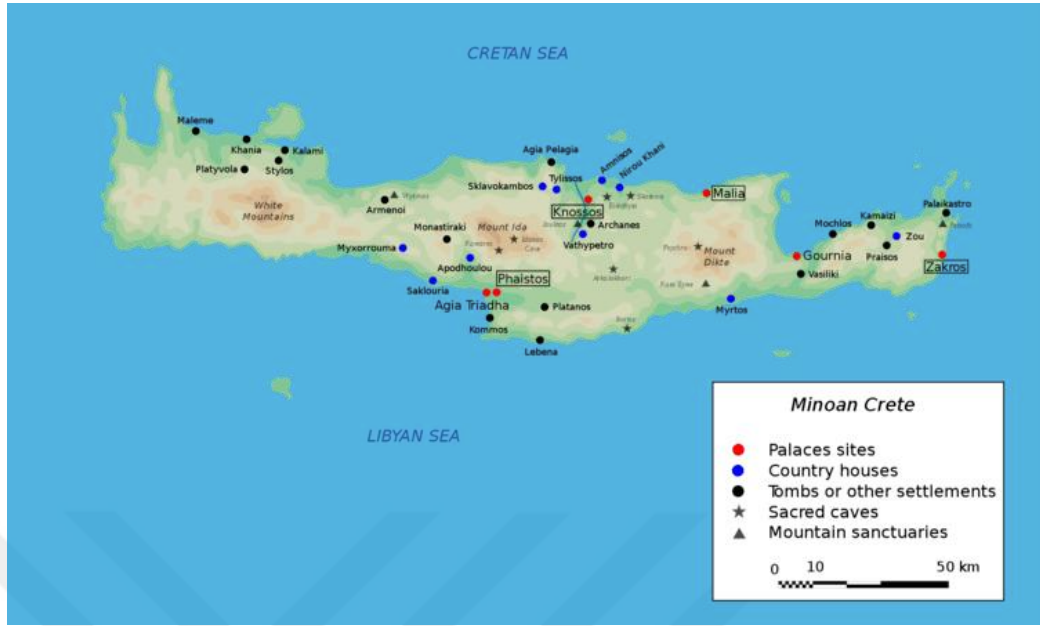 CRETAN SEA
Maleme
Khania
Kalami
Platyvola
Stylos
White
Mountains
Armenoi
Agia Pelagia
Tylissos
Amnisos
Nirou Khani
Sklavokambos
Malia
Knossos
Archanes
Vathypetro
Monastiraki
Mount Ida
Myxorrouma
Apodhoulou
Phaistos
Saklouria
Agia Triadha
Kommos
Platanos
Lebena
Mount
Dikte
Myrtos
Gournia
Vasiliki
Mochlos
Kamaizi
Palaikastro
Zou
Praisos
Zakros
LIBYAN SEA
Minoan Crete
Palaces sites
Country houses
Tombs or other settlements
Sacred caves
Mountain sanctuaries
0 10 50 km